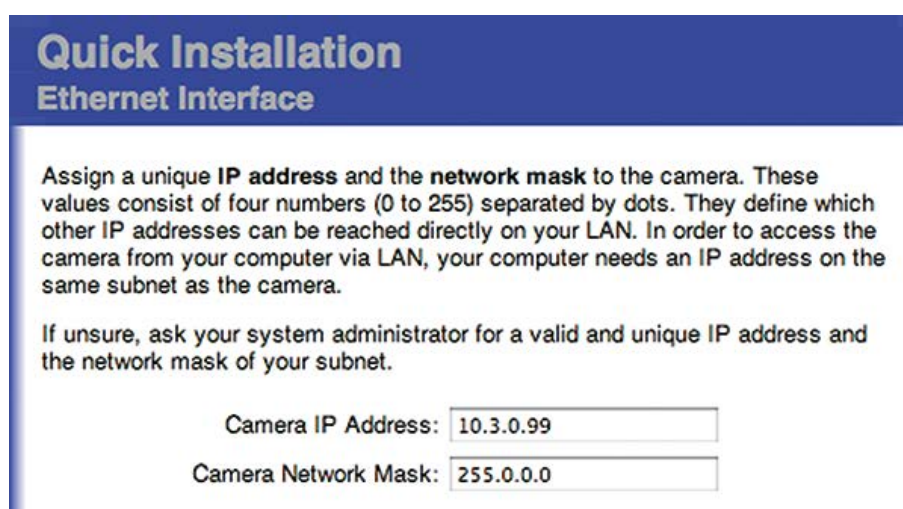 Quick Installation
Ethernet Interface
Assign a unique IP address and the network mask to the camera. These
values consist of four numbers (0 to 255) separated by dots. They define which
other IP addresses can be reached directly on your LAN. In order to access the
camera from your computer via LAN, your computer needs an IP address on the
same subnet as the camera.
If unsure, ask your system administrator for a valid and unique IP address and
the network mask of your subnet.
Camera IP Address: 10.3.0.99
Camera Network Mask: 255.0.0.0